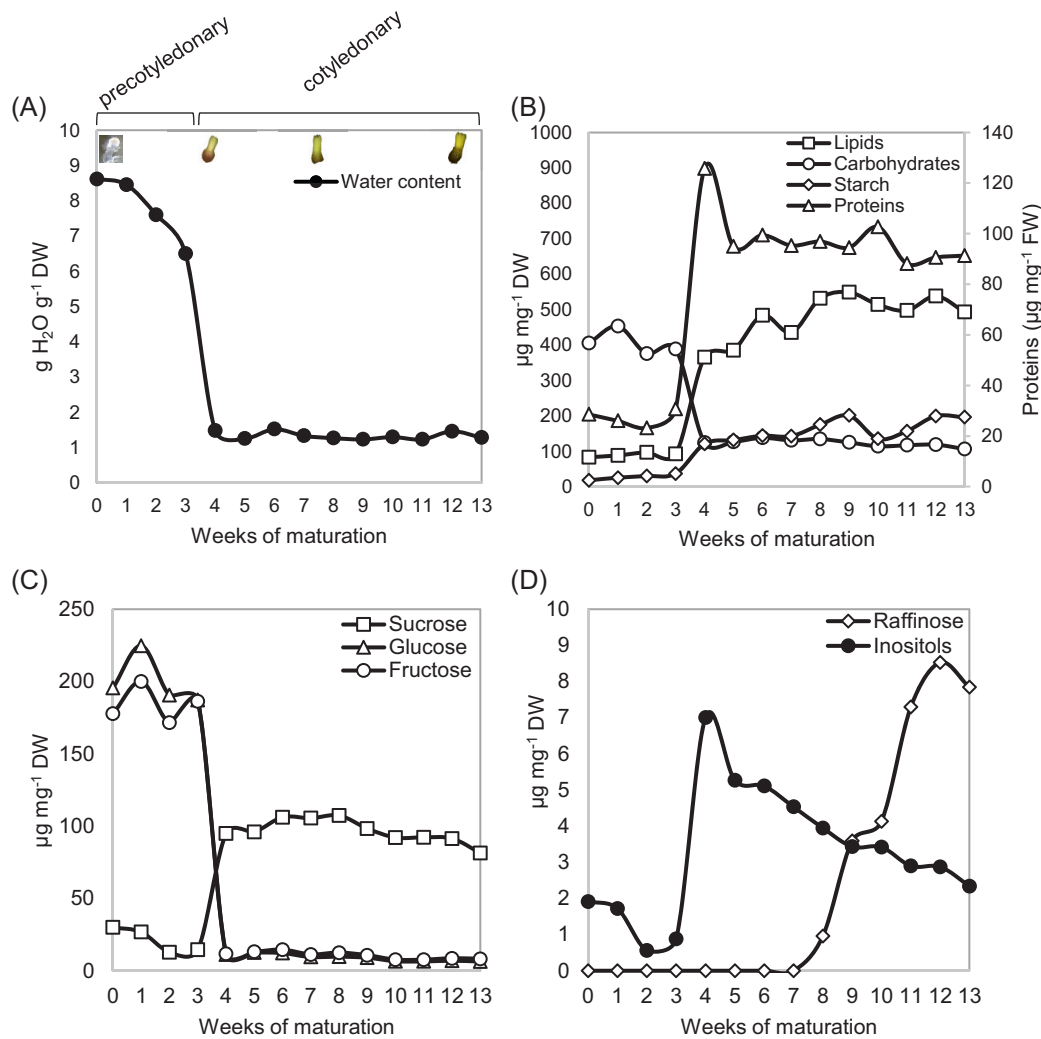 precotyledonary
cotyledonary
(A)
10
9
8
7
6
5
4
3
2
1
0
g H₂O g⁻¹ DW
Water content
0 1 2 3 4 5 6 7 8 9 10 11 12 13
Weeks of maturation
(B)
1000
900
800
700
600
500
400
300
200
100
0
µg mg⁻¹ DW
Lipids
Carbohydrates
Starch
Proteins
140
120
100
80
60
40
20
0
Proteins (µg mg⁻¹ FW)
0 1 2 3 4 5 6 7 8 9 10 11 12 13
Weeks of maturation
(C)
250
200
150
100
50
0
µg mg⁻¹ DW
Sucrose
Glucose
Fructose
0 1 2 3 4 5 6 7 8 9 10 11 12 13
Weeks of maturation
(D)
10
9
8
7
6
5
4
3
2
1
0
µg mg⁻¹ DW
Raffinose
Inositols
0 1 2 3 4 5 6 7 8 9 10 11 12 13
Weeks of maturation